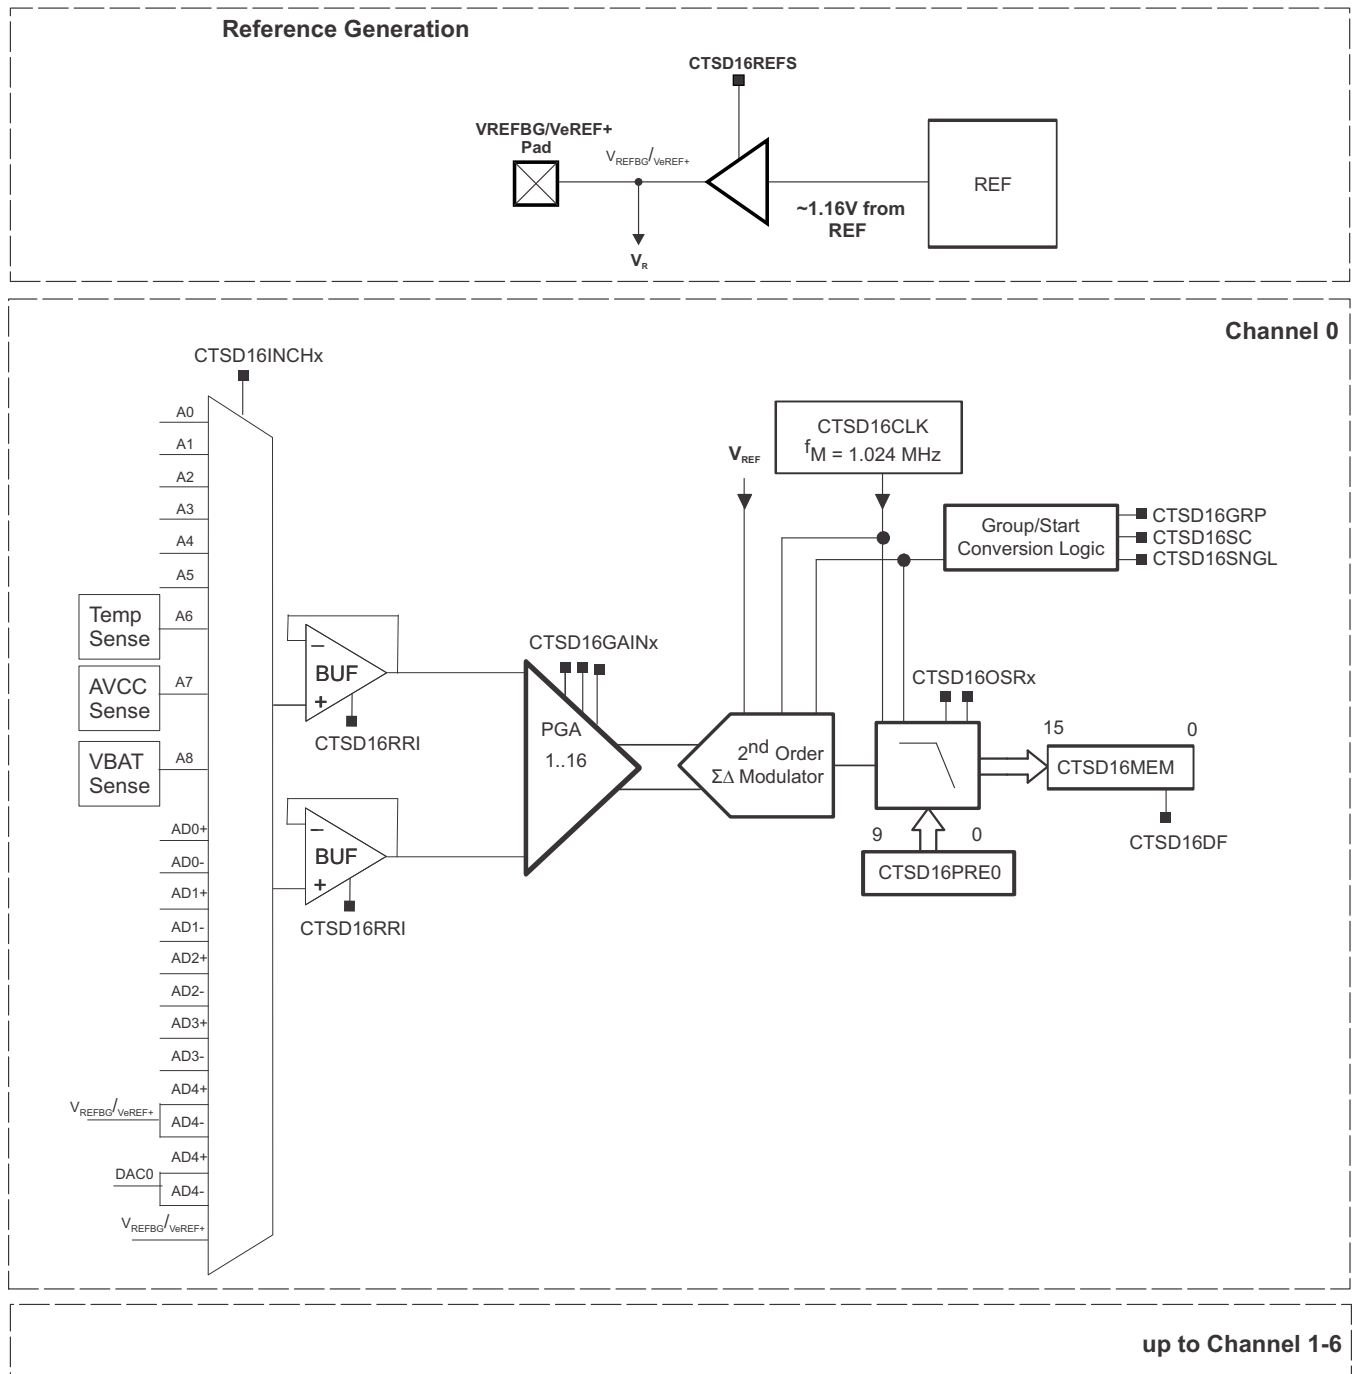 Reference Generation
CTSD16REFS
VREFBG/VeREF+
Pad
VREFBG/VeREF+
REF
~1.16V from
REF
VR
Channel 0
CTSD16INCHx
A0
A1
A2
A3
A4
A5
Temp
Sense
A6
AVCC
Sense
A7
VBAT
Sense
A8
AD0+
AD0-
AD1+
AD1-
AD2+
AD2-
AD3+
AD3-
AD4+
VREFBG/VeREF+
AD4-
AD4+
DAC0
AD4-
VREFBG/VeREF+
−
BUF
+
CTSD16RRI
−
BUF
+
CTSD16RRI
CTSD16GAINx
PGA
1..16
VREF
CTSD16CLK
fM = 1.024 MHz
Group/Start
Conversion Logic
CTSD16GRP
CTSD16SC
CTSD16SNGL
2nd Order
ΣΔ Modulator
CTSD16OSRx
15 0
CTSD16MEM
CTSD16DF
9 0
CTSD16PRE0
up to Channel 1-6